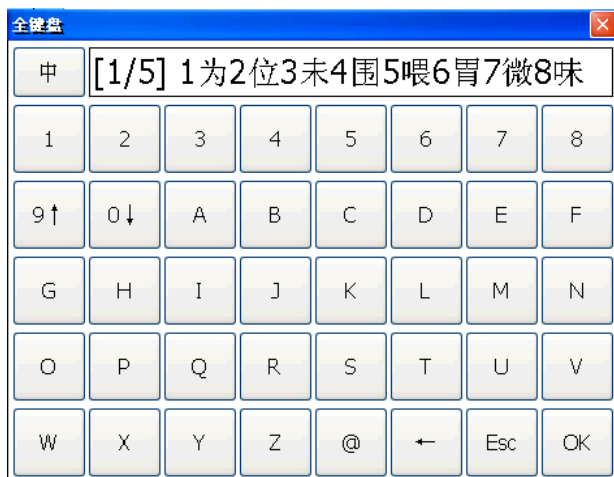 全键盘
中 [1/5] 1为2位3未4围5喂6胃7微8味
1 2 3 4 5 6 7 8
9↑ 0↓ A B C D E F
G H I J K L M N
O P Q R S T U V
W X Y Z @ ← Esc OK